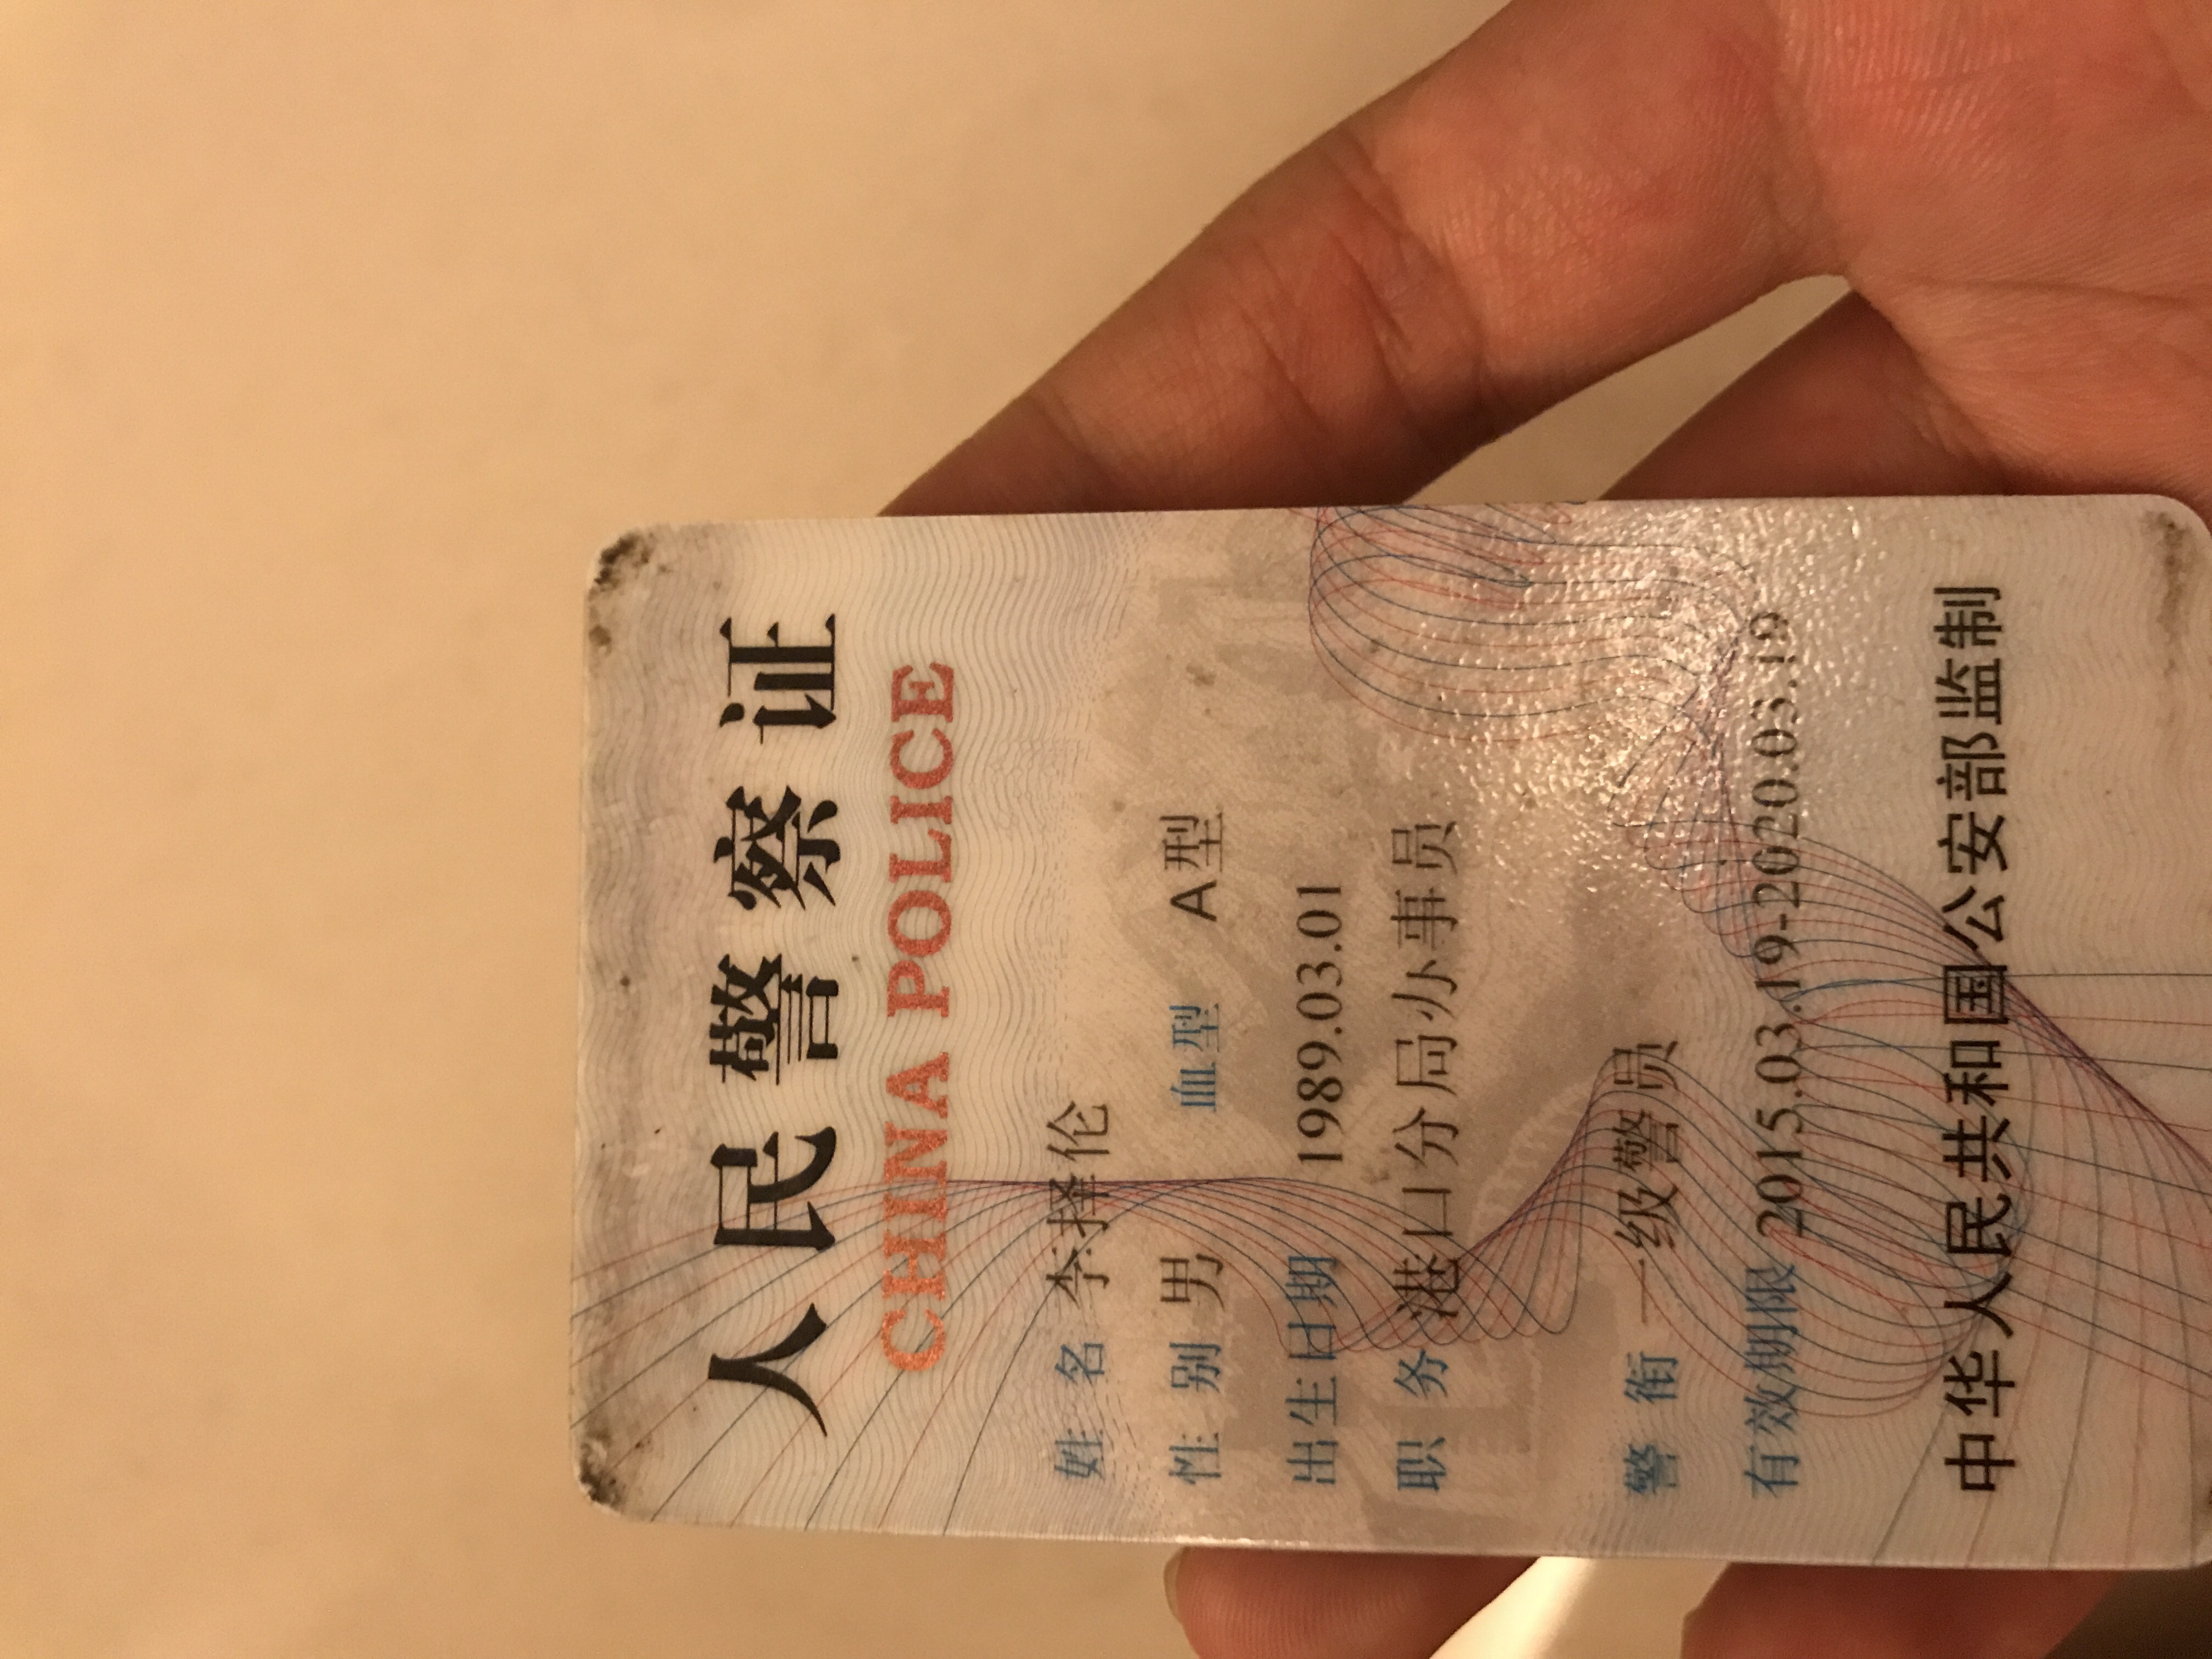 人民警察证
CHINA POLICE
姓名 李择伦
性别 男 血型 A型
出生日期 1989.03.01
职务 港口分局办事员
警衔 一级警员
有效期限 2015.03.19-2020.03.19
中华人民共和国公安部监制